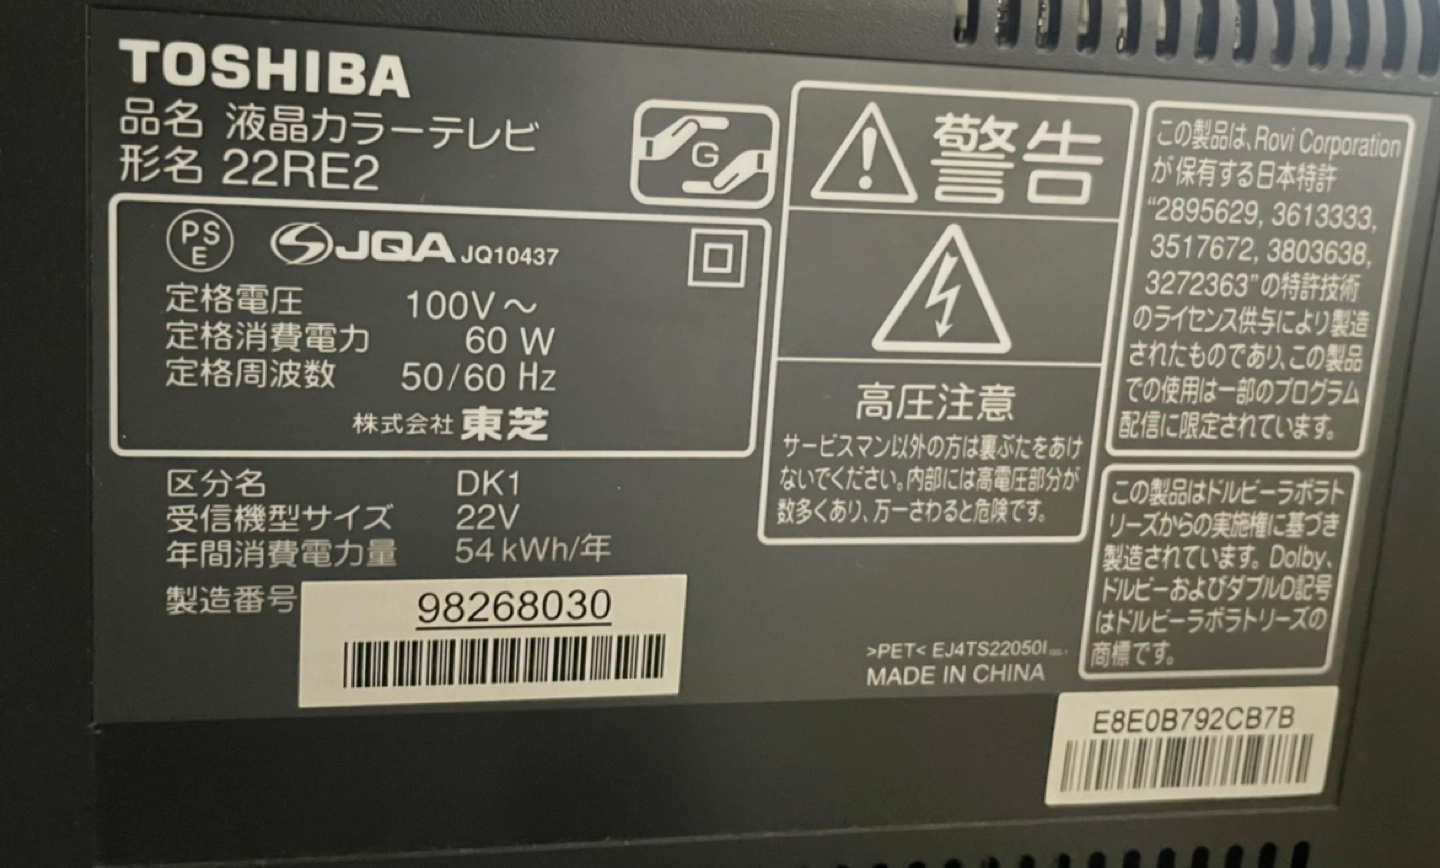 TOSHIBA
品名 液晶カラーテレビ
形名 22RE2
G
PS
E
JQA JQ10437
定格電圧 100V～
定格消費電力 60 W
定格周波数 50/60 Hz
株式会社 東芝
区分名 DK1
受信機型サイズ 22V
年間消費電力量 54 kWh/年
製造番号 98268030
警告
高圧注意
サービスマン以外の方は裏ぶたをあけ
ないでください。内部には高電圧部分が
数多くあり、万一さわると危険です。
>PET< EJ4TS22050I
MADE IN CHINA
この製品は、Rovi Corporation
が保有する日本特許
“2895629, 3613333,
3517672, 3803638,
3272363”の特許技術
のライセンス供与により製造
されたものであり、この製品
での使用は一部のプログラム
配信に限定されています。
この製品はドルビーラボラト
リーズからの実施権に基づき
製造されています。Dolby、
ドルビーおよびダブルD記号
はドルビーラボラトリーズの
商標です。
E8E0B792CB7B